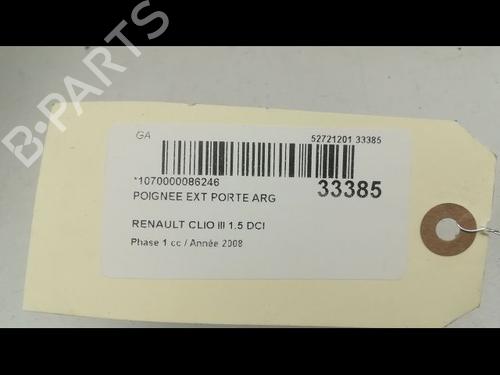 GA
52721201 33385
*1070000086246
33385
POIGNEE EXT PORTE ARG
RENAULT CLIO III 1.5 DCI
Phase 1 cc / Année 2008
B-PARTS